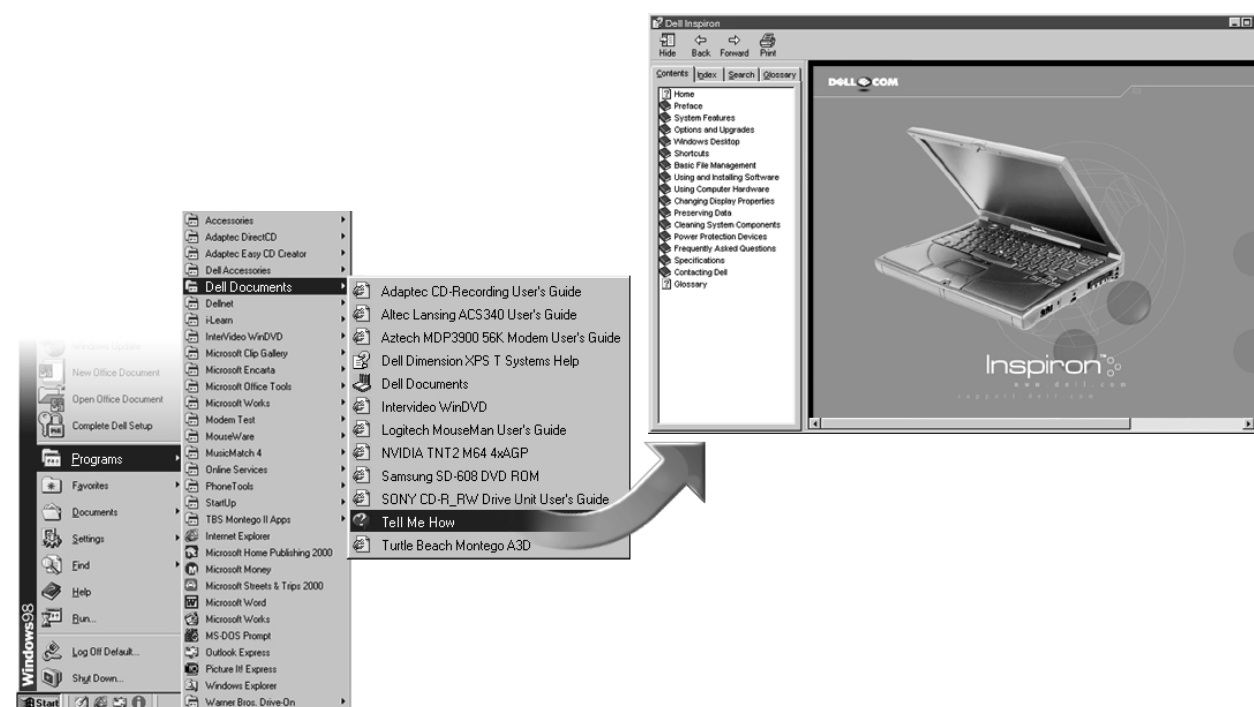 Dell Inspiron
Hide Back Forward Print
Contents Index Search Glossary
Home
Preface
System Features
Options and Upgrades
Windows Desktop
Shortcuts
Basic File Management
Using and Installing Software
Using Computer Hardware
Changing Display Properties
Preserving Data
Cleaning System Components
Power Protection Devices
Frequently Asked Questions
Specifications
Contacting Dell
Glossary
DELL COM
Inspiron™
www.dell.com
support.dell.com
Accessories
Adaptec DirectCD
Adaptec Easy CD Creator
Dell Accessories
Dell Documents
Dellnet
i-Learn
InterVideo WinDVD
Microsoft Clip Gallery
Microsoft Encarta
Microsoft Office Tools
Microsoft Works
Modem Test
MouseWare
MusicMatch 4
Online Services
PhoneTools
StartUp
TBS Montego II Apps
Internet Explorer
Microsoft Home Publishing 2000
Microsoft Money
Microsoft Streets & Trips 2000
Microsoft Word
Microsoft Works
MS-DOS Prompt
Outlook Express
Picture It! Express
Windows Explorer
Warner Bros. Drive-On
Adaptec CD-Recording User's Guide
Altec Lansing ACS340 User's Guide
Aztech MDP3900 56K Modem User's Guide
Dell Dimension XPS T Systems Help
Dell Documents
Intervideo WinDVD
Logitech MouseMan User's Guide
NVIDIA TNT2 M64 4xAGP
Samsung SD-608 DVD ROM
SONY CD-R_RW Drive Unit User's Guide
Tell Me How
Turtle Beach Montego A3D
Windows Update
New Office Document
Open Office Document
Complete Dell Setup
Programs
Favorites
Documents
Settings
Find
Help
Run...
Log Off Default...
Shut Down...
Windows98
Start